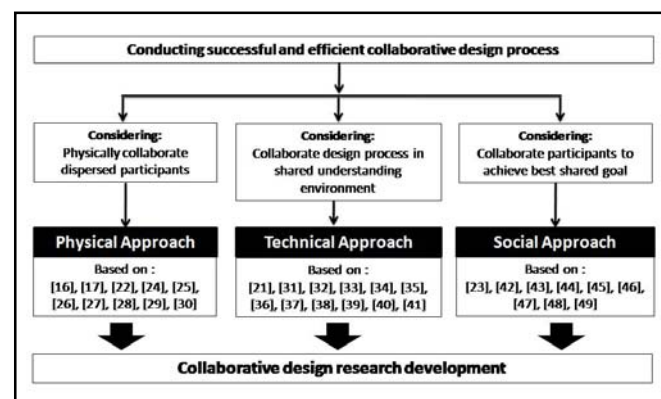 Conducting successful and efficient collaborative design process
Considering:
Physically collaborate
dispersed participants
Considering:
Collaborate design process in
shared understanding
environment
Considering:
Collaborate participants to
achieve best shared goal
Physical Approach
Based on :
[16], [17], [22], [24], [25],
[26], [27], [28], [29], [30]
Technical Approach
Based on :
[21], [31], [32], [33], [34], [35],
[36], [37], [38], [39], [40], [41]
Social Approach
Based on :
[23], [42], [43], [44], [45], [46],
[47], [48], [49]
Collaborative design research development